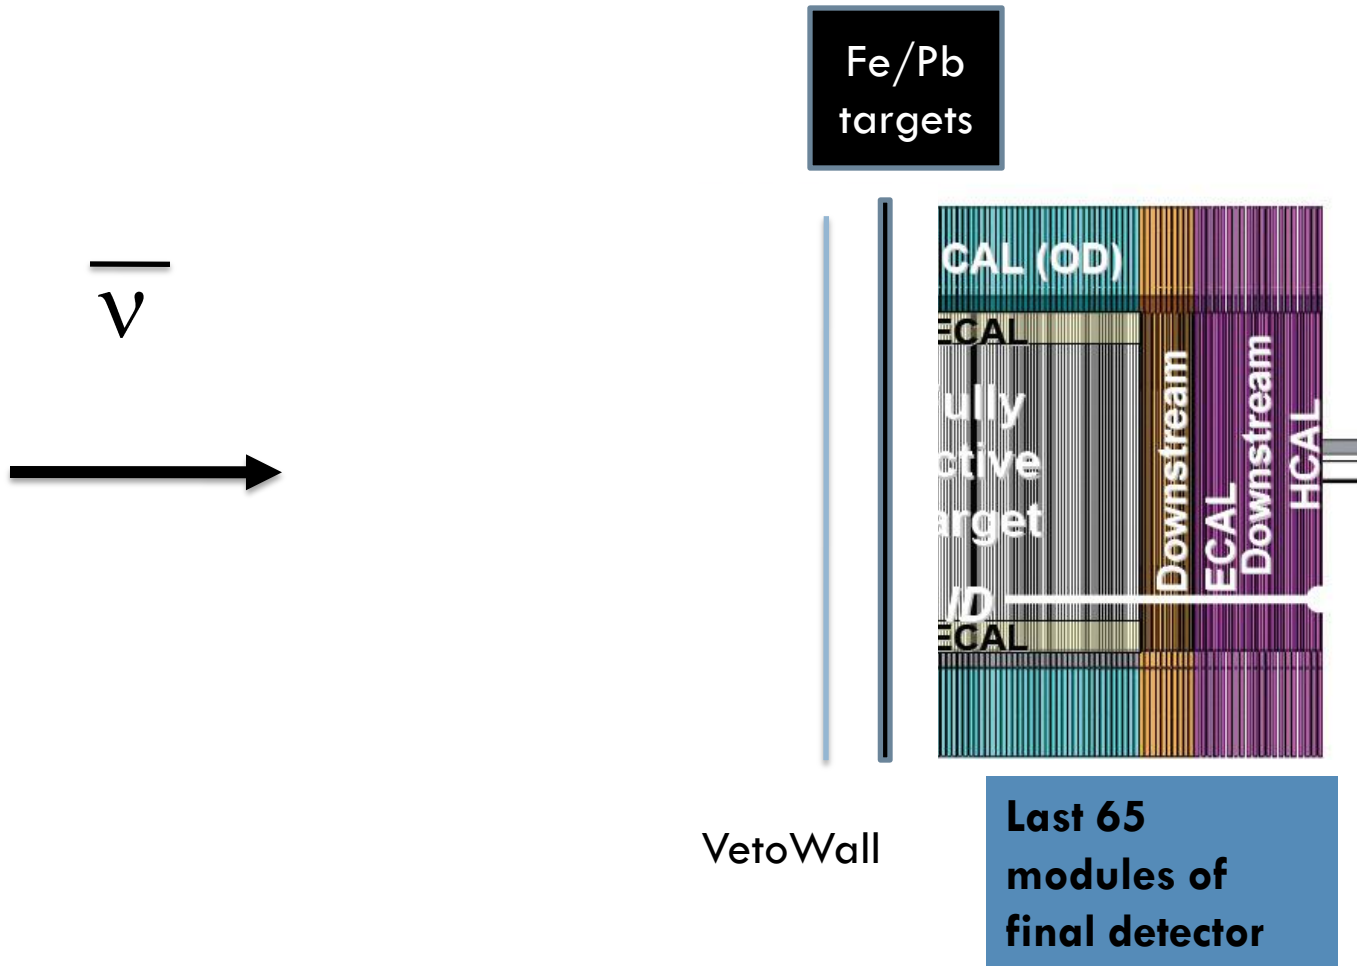 Fe/Pb
targets
ν̅
CAL (OD)
ECAL
ully
ctive
arget
ID
ECAL
Downstream
ECAL
Downstream
HCAL
VetoWall
Last 65
modules of
final detector